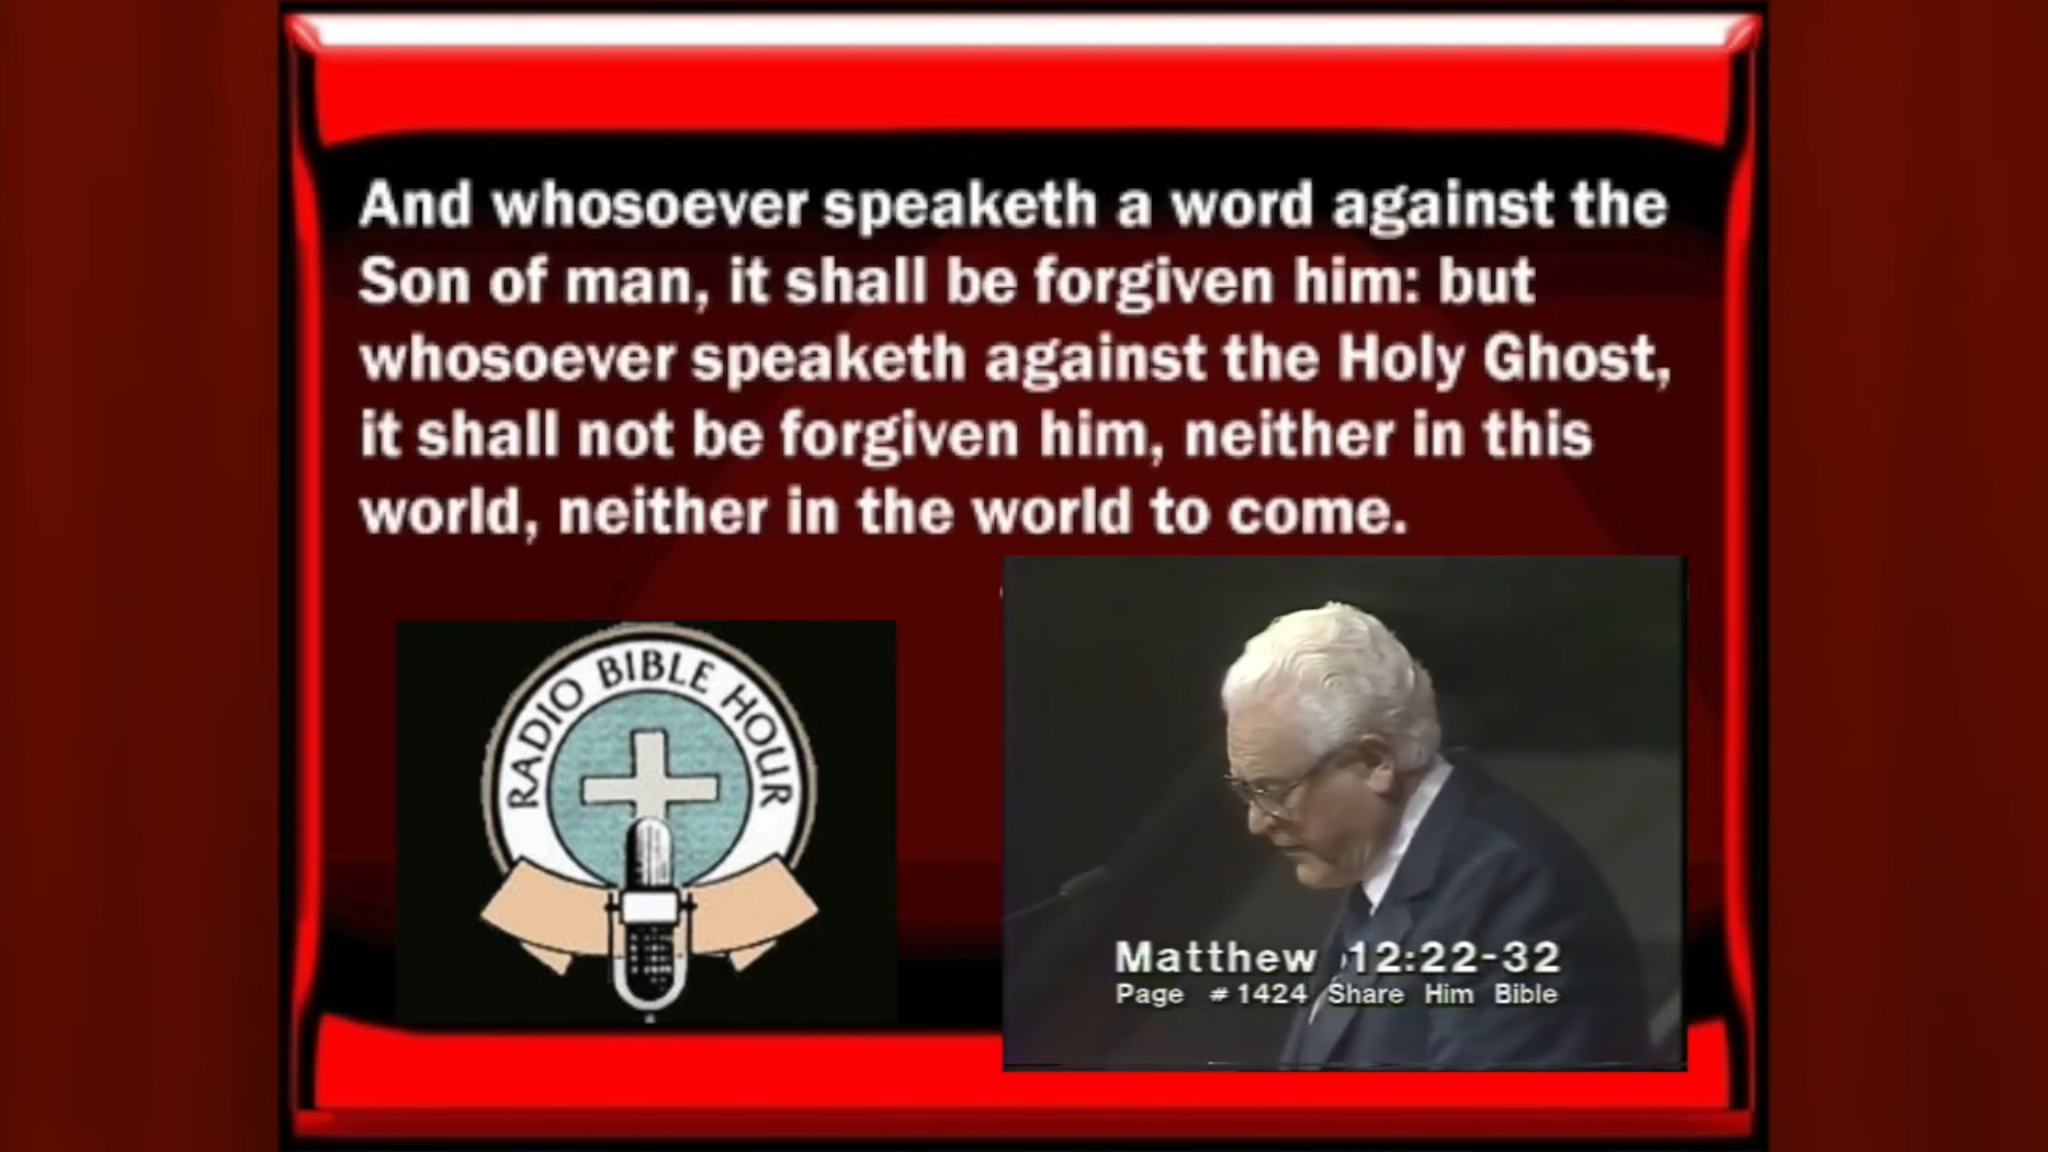 And whosoever speaketh a word against the
Son of man, it shall be forgiven him: but
whosoever speaketh against the Holy Ghost,
it shall not be forgiven him, neither in this
world, neither in the world to come.
RADIO BIBLE HOUR
Matthew 12:22-32
Page #1424 Share Him Bible